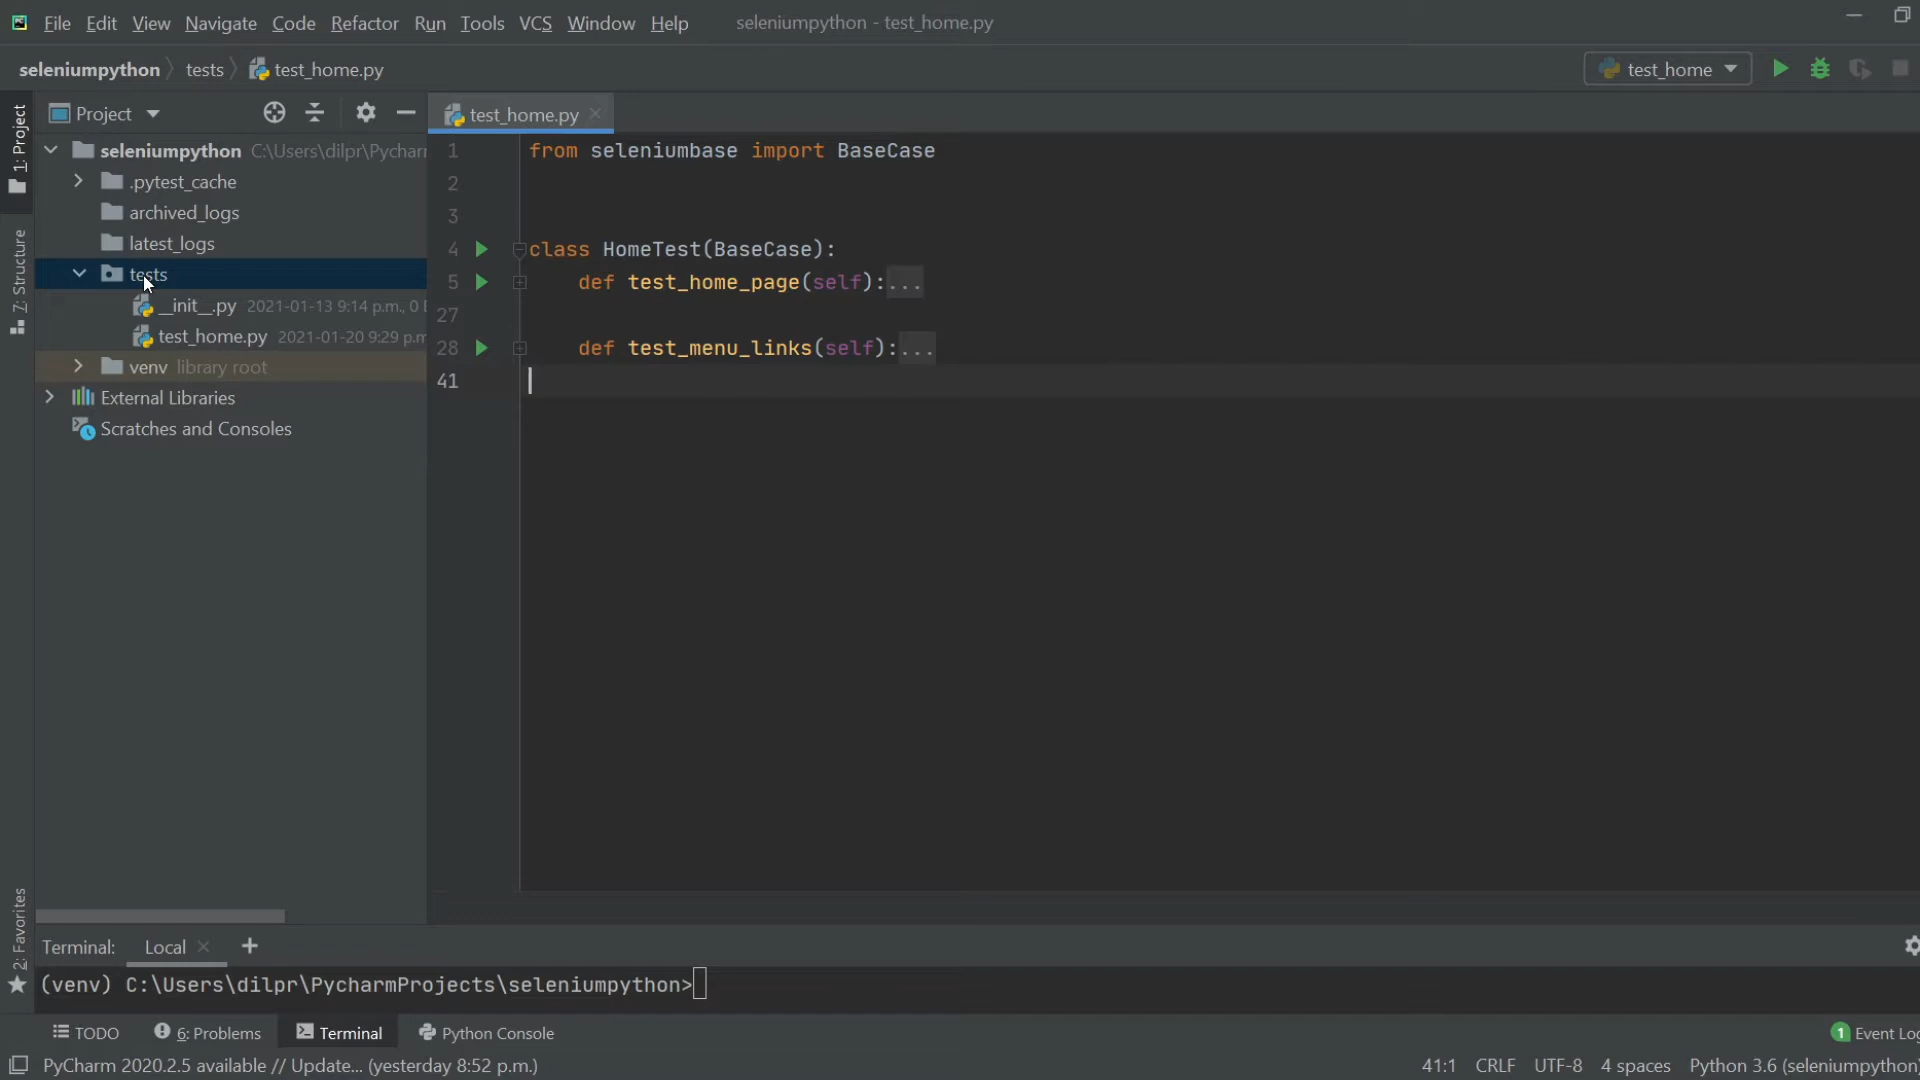 File Edit View Navigate Code Refactor Run Tools VCS Window Help seleniumpython - test_home.py
seleniumpython tests test_home.py test_home
Project test_home.py
1: Project
7: Structure
2: Favorites
seleniumpython C:\Users\dilpr\Pycharm
.pytest_cache
archived_logs
latest_logs
tests
__init__.py 2021-01-13 9:14 p.m., 0
test_home.py 2021-01-20 9:29 p.m
venv library root
External Libraries
Scratches and Consoles
1 from seleniumbase import BaseCase
2
3
4 class HomeTest(BaseCase):
5 def test_home_page(self):...
27
28 def test_menu_links(self):...
41
Terminal: Local +
(venv) C:\Users\dilpr\PycharmProjects\seleniumpython>
TODO 6: Problems Terminal Python Console 1 Event Log
PyCharm 2020.2.5 available // Update... (yesterday 8:52 p.m.) 41:1 CRLF UTF-8 4 spaces Python 3.6 (seleniumpython)